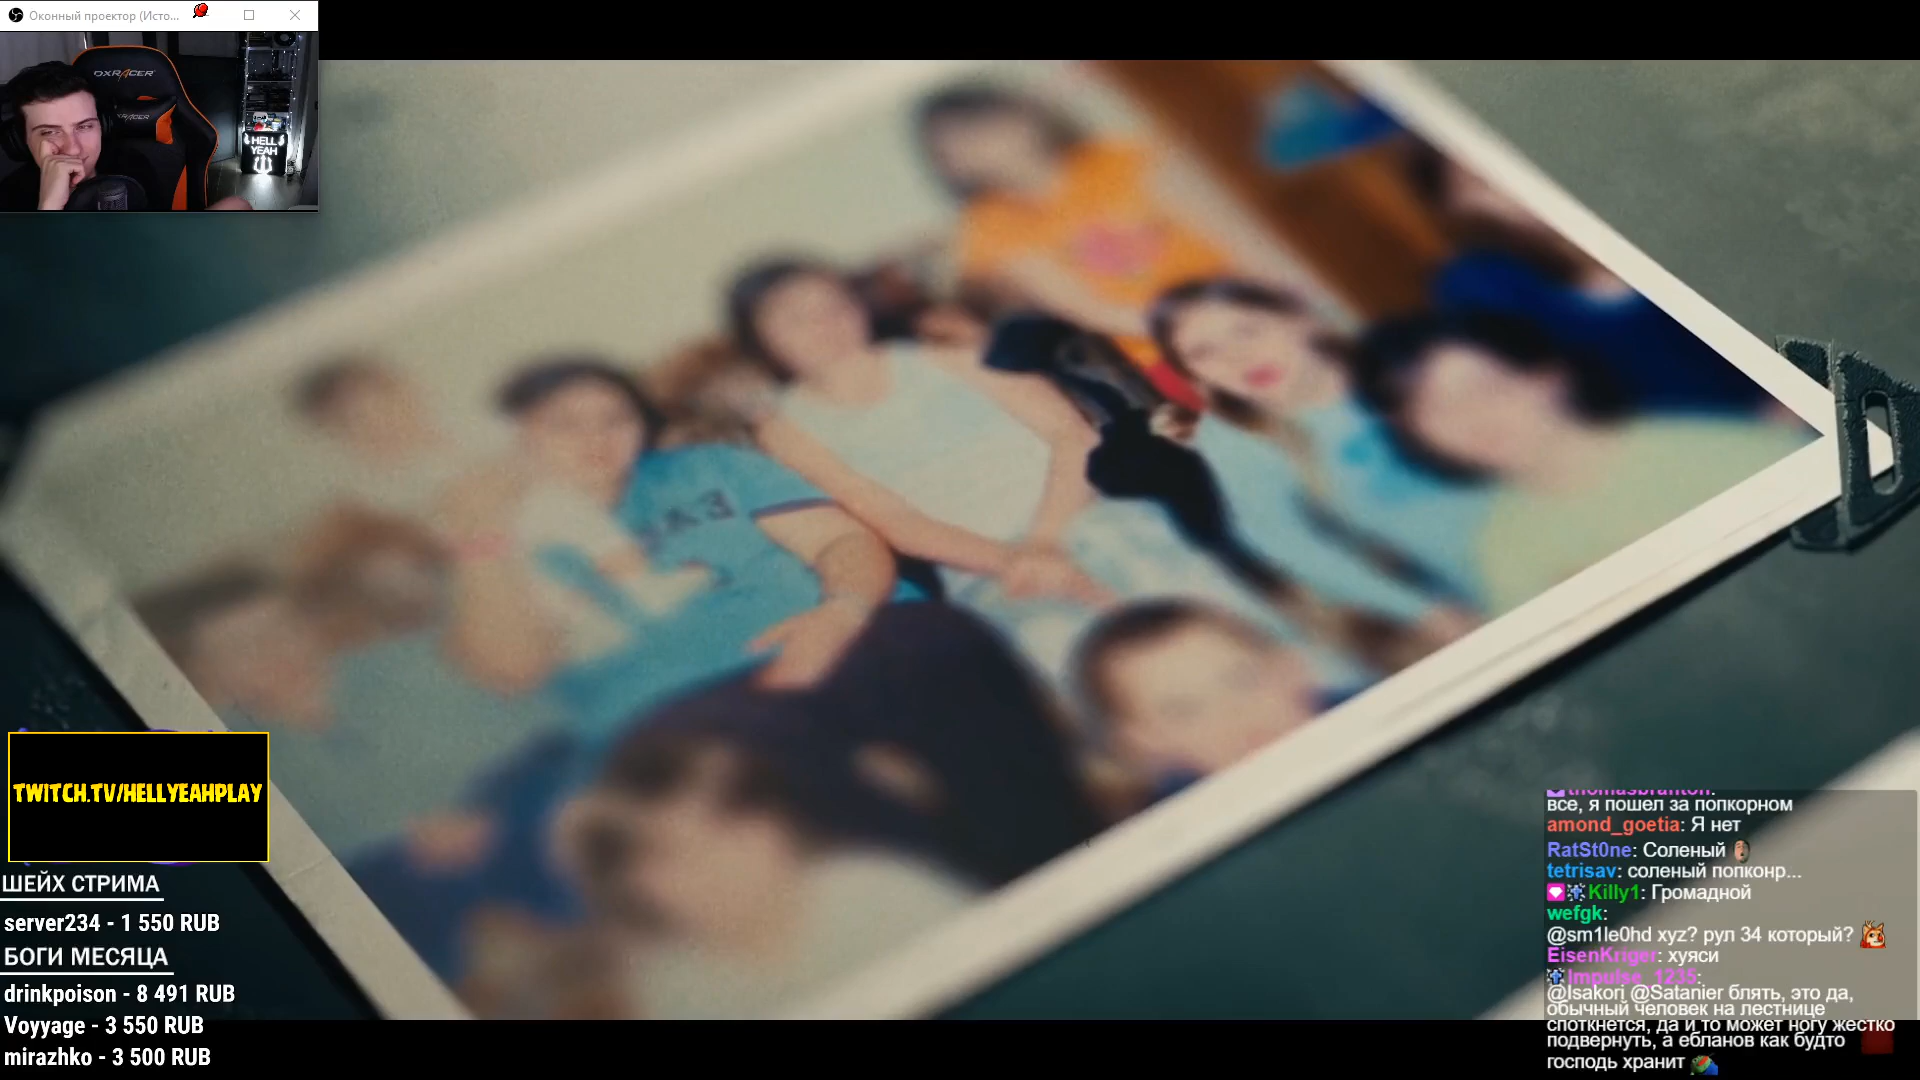 Оконный проектор (Исто...
DXRACER
HELL
YEAH
TWITCH.TV/HELLYEAHPLAY
ШЕЙХ СТРИМА
server234 - 1 550 RUB
БОГИ МЕСЯЦА
drinkpoison - 8 491 RUB
Voyyage - 3 550 RUB
mirazhko - 3 500 RUB
thomasbranton:
все, я пошел за попкорном
amond_goetia: Я нет
RatSt0ne: Соленый
tetrisav: соленый попконр...
Killy1: Громадной
wefgk:
@sm1le0hd xyz? рул 34 который?
EisenKriger: хуяси
Impulse_1235:
@Isakori @Satanier блять, это да,
обычный человек на лестнице
споткнется, да и то может ногу жестко
подвернуть, а ебланов как будто
господь хранит